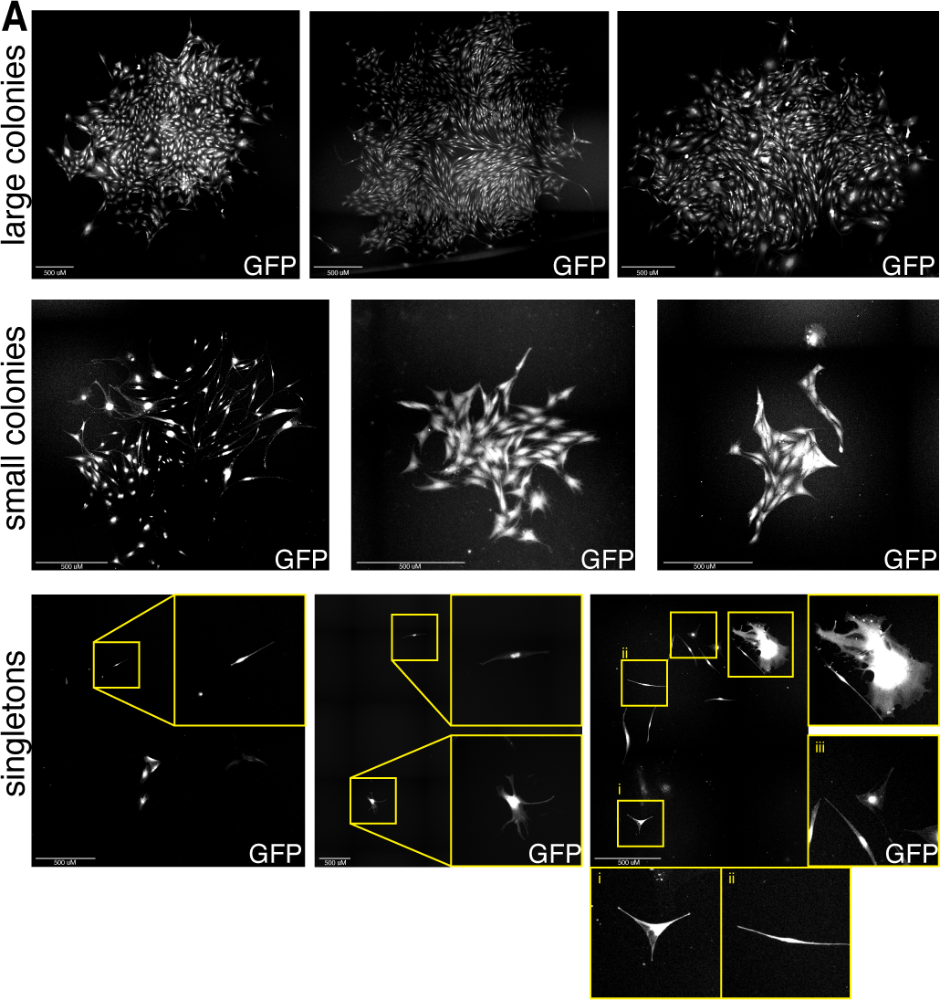 A
large colonies
500 uM
GFP
500 uM
GFP
500 uM
GFP
small colonies
500 uM
GFP
500 uM
GFP
500 uM
GFP
singletons
500 uM
GFP
500 uM
GFP
ii
i
iii
500 uM
GFP
i
ii